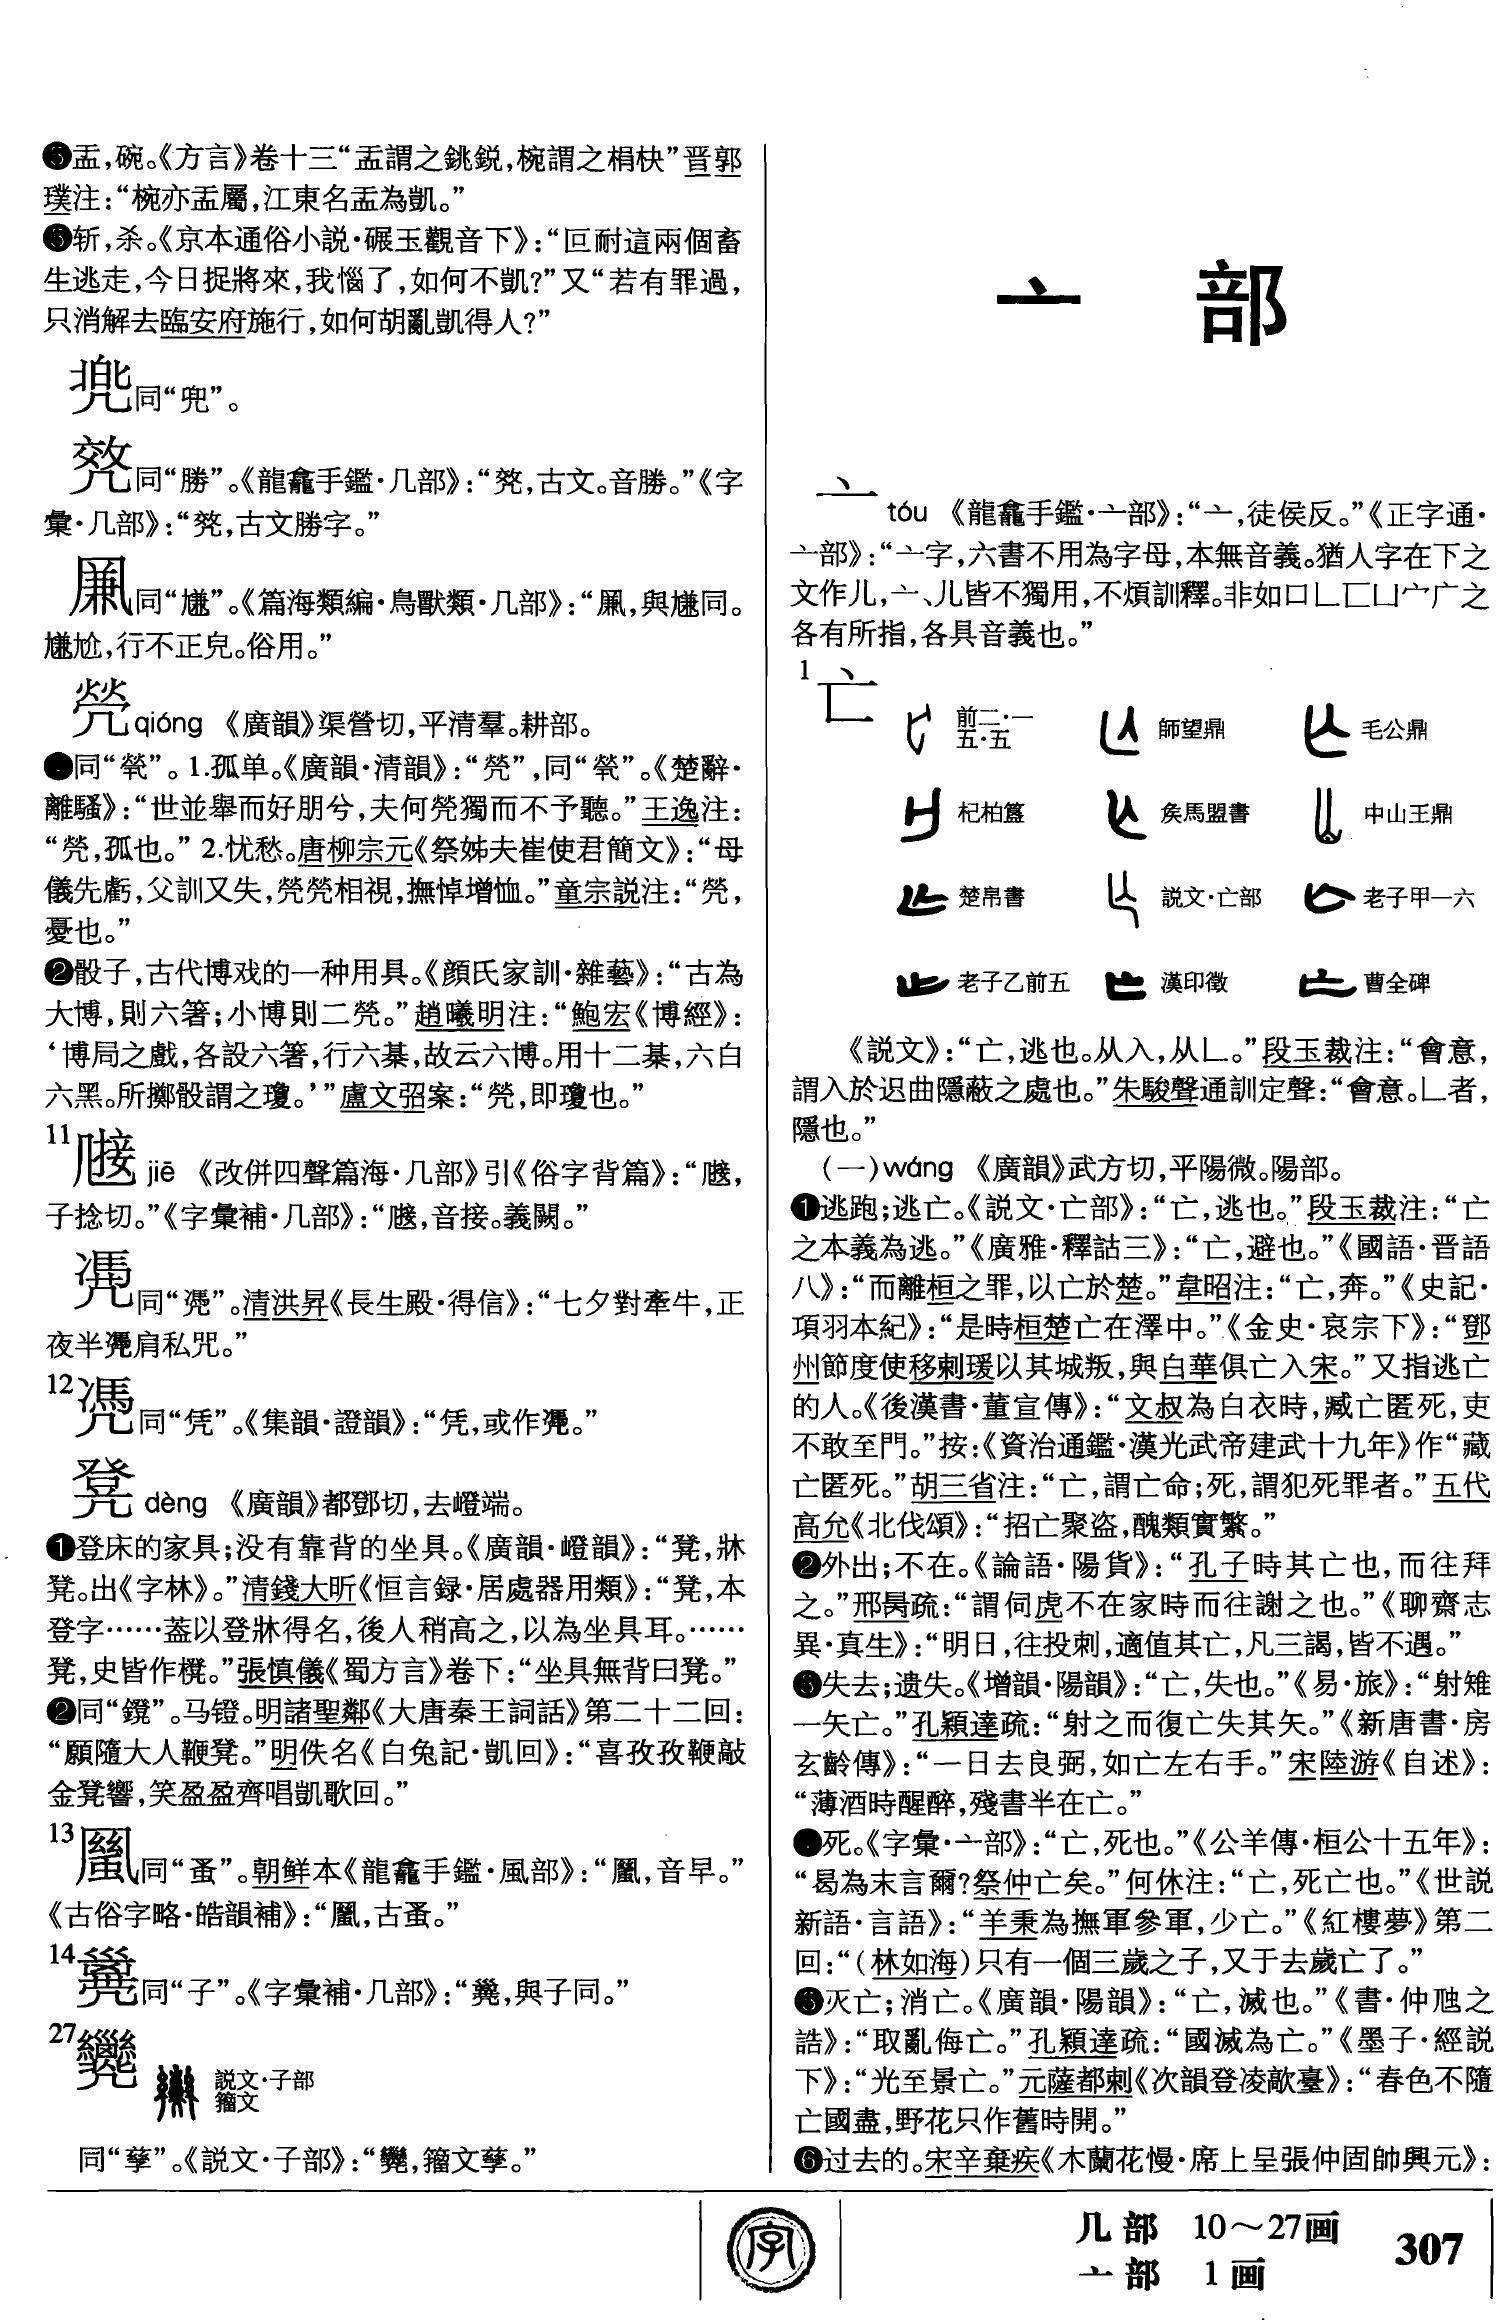 ❺盂，碗。《方言》卷十三“盂謂之銚鋭，椀謂之梋柍”晋郭
璞注：“椀亦盂屬，江東名盂為凱。”
❻斩，杀。《京本通俗小説·碾玉觀音下》：“叵耐這兩個畜
生逃走，今日捉將來，我惱了，如何不凱？”又“若有罪過，
只消解去臨安府施行，如何胡亂凱得人？”
同“兜”。
同“勝”。《龍龕手鑑·几部》：“，古文。音勝。”《字
彙·几部》：“，古文勝字。”
同“尲”。《篇海類編·鳥獸類·几部》：“，與尲同。
尲尬，行不正皃。俗用。”
凴qióng 《廣韻》渠營切，平清羣。耕部。
❶同“煢”。1.孤单。《廣韻·清韻》：“”，同“煢”。《楚辭·
離騷》：“世並舉而好朋兮，夫何獨而不予聽。”王逸注：
“，孤也。”2.忧愁。唐柳宗元《祭姊夫崔使君簡文》：“母
儀先虧，父訓又失，相視，撫悼增恤。”童宗説注：“，
憂也。”
❷骰子，古代博戏的一种用具。《顔氏家訓·雜藝》：“古為
大博，則六箸；小博則二。”趙曦明注：“鮑宏《博經》：
‘博局之戲，各設六箸，行六棊，故云六博。用十二棊，六白
六黑。所擲骰謂之瓊。’”盧文弨案：“，即瓊也。”
11 jiē 《改併四聲篇海·几部》引《俗字背篇》：“，
子捻切。”《字彙補·几部》：“，音接。義闕。”
凴同“凭”。清洪昇《長生殿·得信》：“七夕對牽牛，正
夜半凴肩私咒。”
12 凴同“凭”。《集韻·證韻》：“凭，或作凴。”
凳 dèng 《廣韻》都鄧切，去嶝端。
❶登床的家具；没有靠背的坐具。《廣韻·嶝韻》：“凳，牀
凳。出《字林》。”清錢大昕《恒言録·居處器用類》：“凳，本
登字……蓋以登牀得名，後人稍高之，以為坐具耳。……
凳，史皆作櫈。”張慎儀《蜀方言》卷下：“坐具無背曰凳。”
❷同“鐙”。马镫。明諸聖鄰《大唐秦王詞話》第二十二回：
“願隨大人鞭凳。”明佚名《白兔記·凱回》：“喜孜孜鞭敲
金凳響，笑盈盈齊唱凱歌回。”
13 同“蚤”。朝鲜本《龍龕手鑑·風部》：“，音早。”
《古俗字略·皓韻補》：“，古蚤。”
14 同“子”。《字彙補·几部》：“，與子同。”
27 説文·子部
籀文
同“孳”。《説文·子部》：“，籀文孳。”
亠 部
亠 tóu 《龍龕手鑑·亠部》：“亠，徒侯反。”《正字通·
亠部》：“亠字，六書不用為字母，本無音義。猶人字在下之
文作儿，亠、儿皆不獨用，不煩訓釋。非如口𠃊匚凵宀广之
各有所指，各具音義也。”
1 亡 前二·一五·五 師望鼎 毛公鼎
杞柏簋 矦馬盟書 中山王鼎
楚帛書 説文·亡部 老子甲一六
老子乙前五 漢印徵 曹全碑
《説文》：“亡，逃也。从入，从𠃊。”段玉裁注：“會意，
謂入於迟曲隱蔽之處也。”朱駿聲通訓定聲：“會意。𠃊者，
隱也。”
（一）wáng 《廣韻》武方切，平陽微。陽部。
❶逃跑；逃亡。《説文·亡部》：“亡，逃也。”段玉裁注：“亡
之本義為逃。”《廣雅·釋詁三》：“亡，避也。”《國語·晋語
八》：“而離桓之罪，以亡於楚。”韋昭注：“亡，奔。”《史記·
項羽本紀》：“是時桓楚亡在澤中。”《金史·哀宗下》：“鄧
州節度使移剌瑗以其城叛，與白華俱亡入宋。”又指逃亡
的人。《後漢書·董宣傳》：“文叔為白衣時，臧亡匿死，吏
不敢至門。”按：《資治通鑑·漢光武帝建武十九年》作“藏
亡匿死。”胡三省注：“亡，謂亡命；死，謂犯死罪者。”五代
高允《北伐頌》：“招亡聚盗，醜類實繁。”
❷外出；不在。《論語·陽貨》：“孔子時其亡也，而往拜
之。”邢昺疏：“謂伺虎不在家時而往謝之也。”《聊齋志
異·真生》：“明日，往投刺，適值其亡，凡三謁，皆不遇。”
❸失去；遗失。《增韻·陽韻》：“亡，失也。”《易·旅》：“射雉
一矢亡。”孔穎達疏：“射之而復亡失其矢。”《新唐書·房
玄齡傳》：“一日去良弼，如亡左右手。”宋陸游《自述》：
“薄酒時醒醉，殘書半在亡。”
❹死。《字彙·亠部》：“亡，死也。”《公羊傳·桓公十五年》：
“曷為末言爾？祭仲亡矣。”何休注：“亡，死亡也。”《世説
新語·言語》：“羊秉為撫軍參軍，少亡。”《紅樓夢》第二
回：“（林如海）只有一個三歲之子，又于去歲亡了。”
❺灭亡；消亡。《廣韻·陽韻》：“亡，滅也。”《書·仲虺之
誥》：“取亂侮亡。”孔穎達疏：“國滅為亡。”《墨子·經説
下》：“光至景亡。”元薩都剌《次韻登凌歊臺》：“春色不隨
亡國盡，野花只作舊時開。”
❻过去的。宋辛棄疾《木蘭花慢·席上呈張仲固帥興元》：
字
几部 10～27画
亠部 1画
307